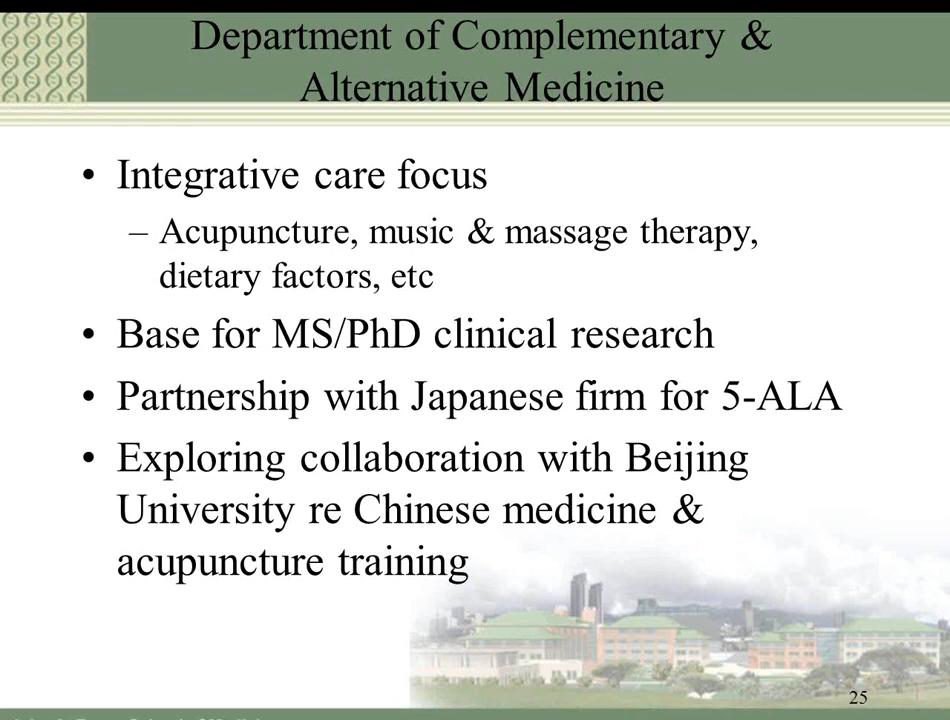 Department of Complementary &
Alternative Medicine
• Integrative care focus
– Acupuncture, music & massage therapy,
dietary factors, etc
• Base for MS/PhD clinical research
• Partnership with Japanese firm for 5-ALA
• Exploring collaboration with Beijing
University re Chinese medicine &
acupuncture training
25